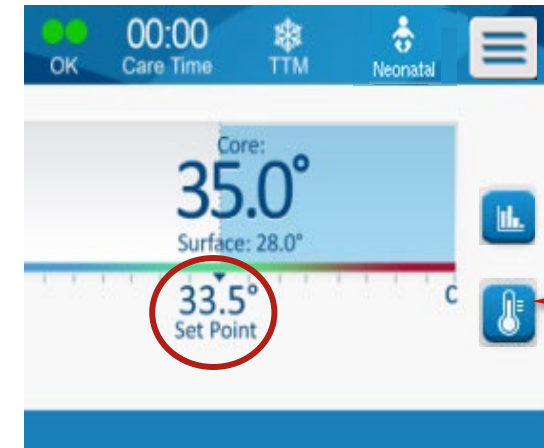 OK
00:00
Care Time
TTM
Neonatal
Core:
35.0°
Surface: 28.0°
33.5°
Set Point
C